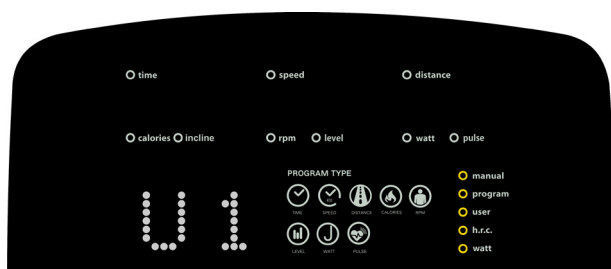 time speed distance
calories incline rpm level watt pulse
PROGRAM TYPE
TIME SPEED DISTANCE CALORIES RPM
LEVEL WATT PULSE
U1
manual
program
user
h.r.c.
watt